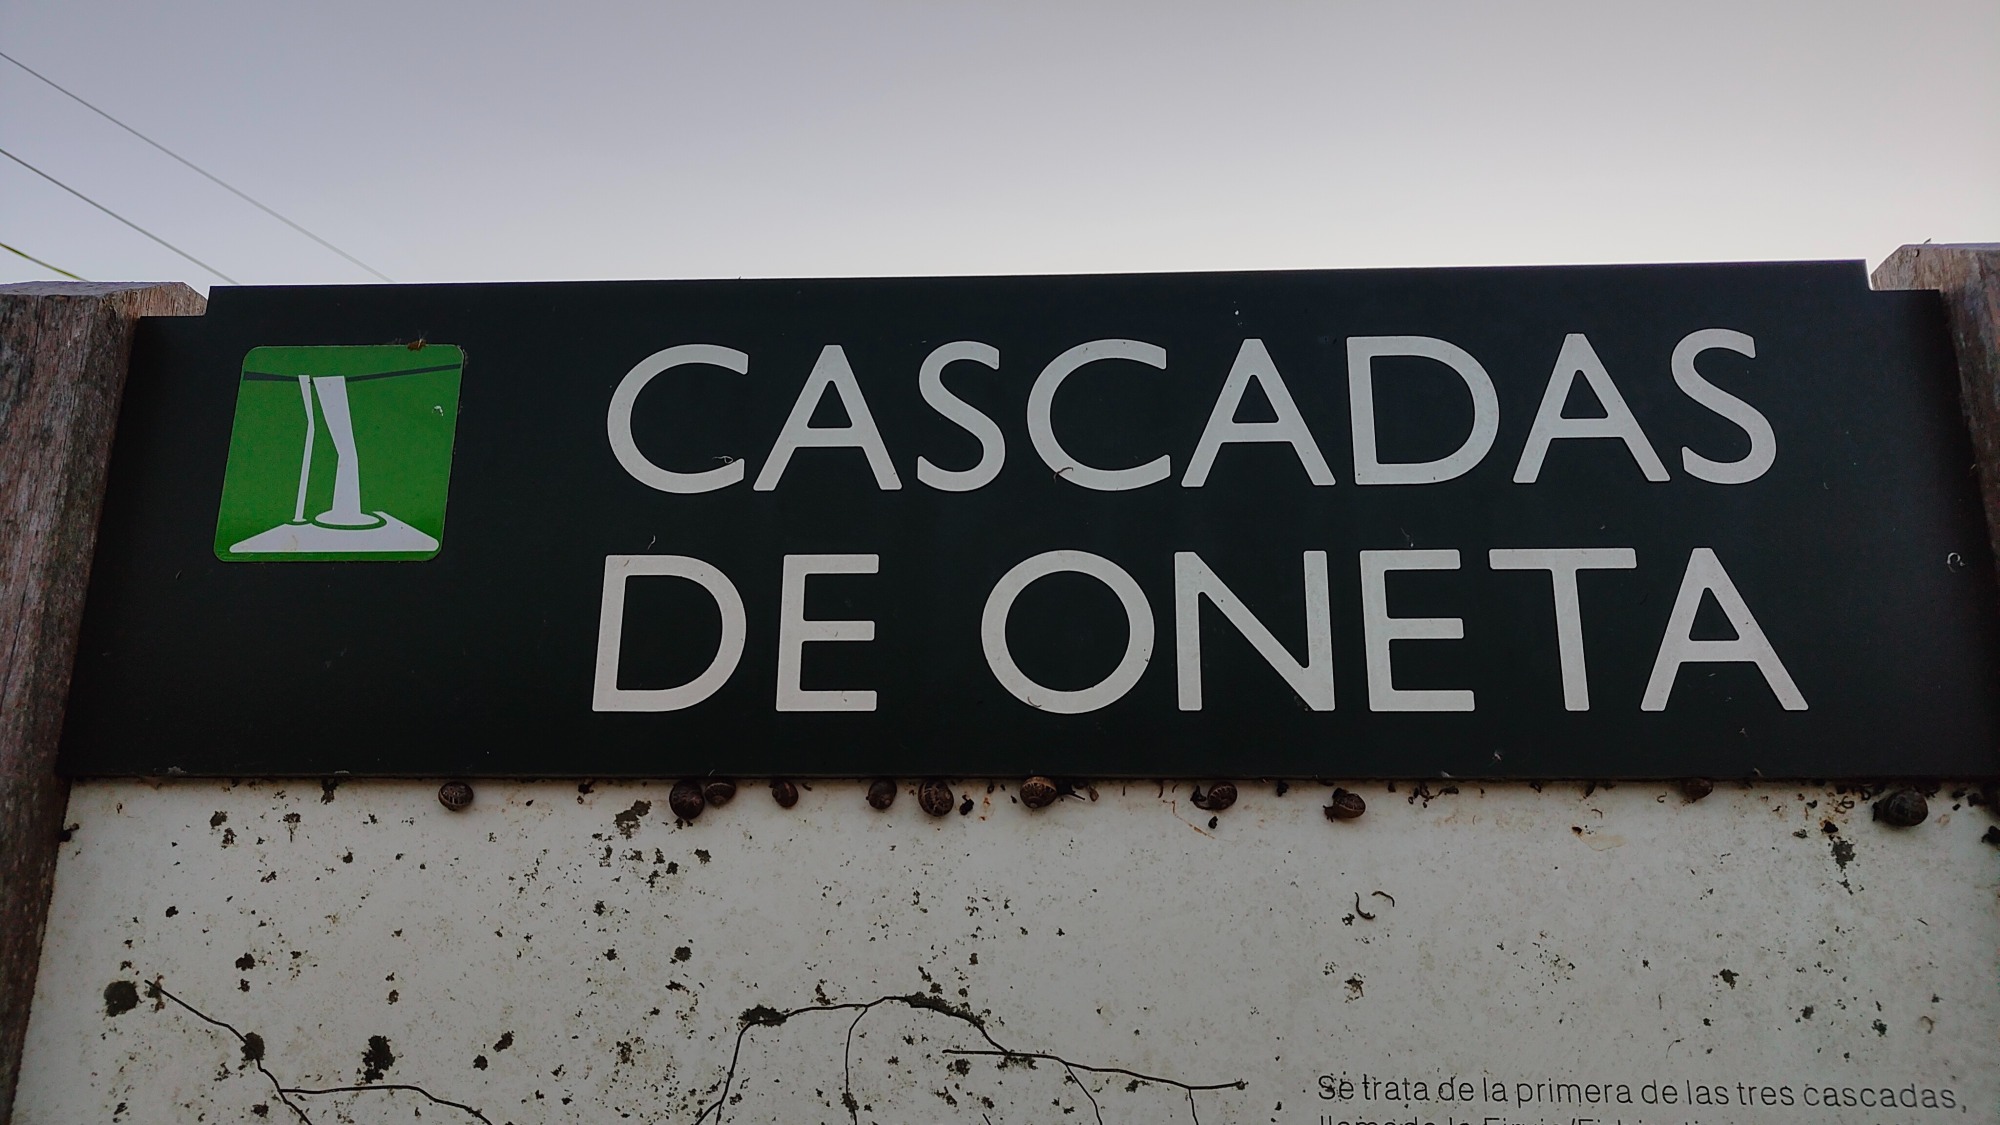 CASCADAS
DE ONETA
Se trata de la primera de las tres cascadas,